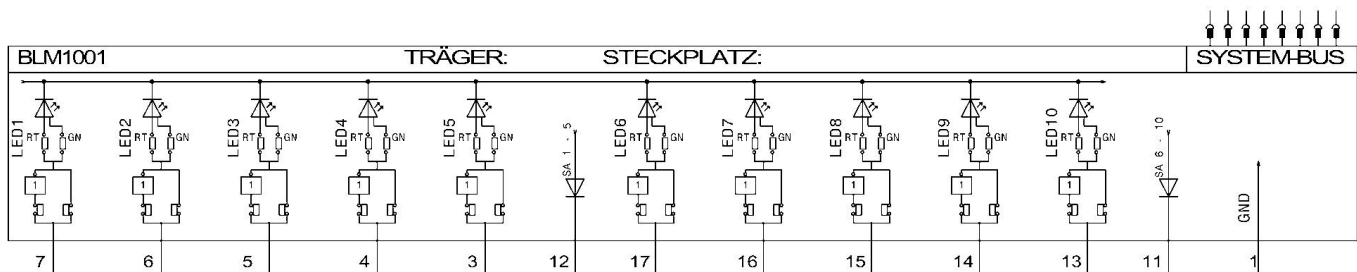 BLM1001 TRÄGER: STECKPLATZ: SYSTEM-BUS
LED1 RT GN 1
LED2 RT GN 1
LED3 RT GN 1
LED4 RT GN 1
LED5 RT GN 1
SA 1 - 5
LED6 RT GN 1
LED7 RT GN 1
LED8 RT GN 1
LED9 RT GN 1
LED10 RT GN 1
SA 6 - 10
GND
7 6 5 4 3 12 17 16 15 14 13 11 1